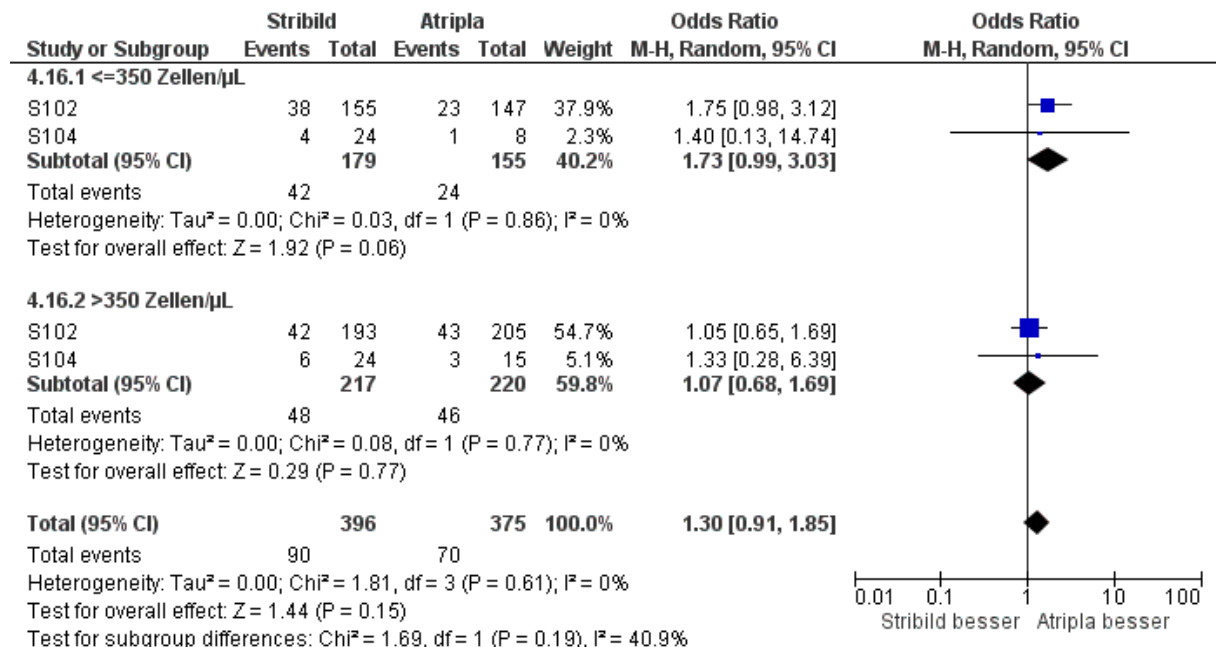 Stribild Atripla Odds Ratio Odds Ratio
Study or Subgroup Events Total Events Total Weight M-H, Random, 95% CI M-H, Random, 95% CI
4.16.1 <=350 Zellen/µL
S102 38 155 23 147 37.9% 1.75 [0.98, 3.12]
S104 4 24 1 8 2.3% 1.40 [0.13, 14.74]
Subtotal (95% CI) 179 155 40.2% 1.73 [0.99, 3.03]
Total events 42 24
Heterogeneity: Tau² = 0.00; Chi² = 0.03, df = 1 (P = 0.86); I² = 0%
Test for overall effect: Z = 1.92 (P = 0.06)
4.16.2 >350 Zellen/µL
S102 42 193 43 205 54.7% 1.05 [0.65, 1.69]
S104 6 24 3 15 5.1% 1.33 [0.28, 6.39]
Subtotal (95% CI) 217 220 59.8% 1.07 [0.68, 1.69]
Total events 48 46
Heterogeneity: Tau² = 0.00; Chi² = 0.08, df = 1 (P = 0.77); I² = 0%
Test for overall effect: Z = 0.29 (P = 0.77)
Total (95% CI) 396 375 100.0% 1.30 [0.91, 1.85]
Total events 90 70
Heterogeneity: Tau² = 0.00; Chi² = 1.81, df = 3 (P = 0.61); I² = 0%
Test for overall effect: Z = 1.44 (P = 0.15)
Test for subgroup differences: Chi² = 1.69, df = 1 (P = 0.19), I² = 40.9%
0.01 0.1 1 10 100
Stribild besser Atripla besser